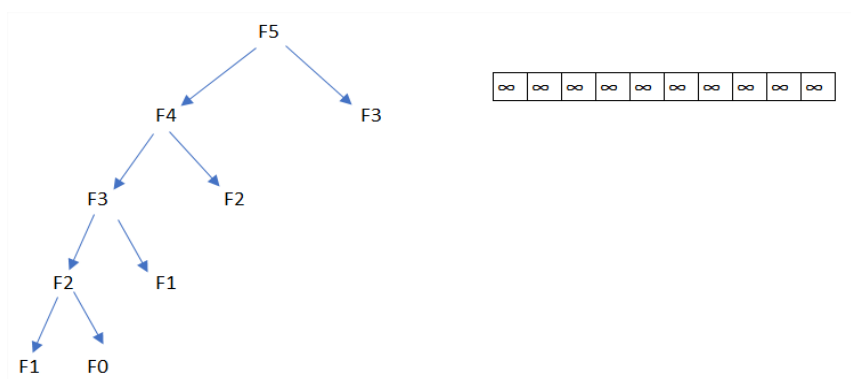 F5
∞ ∞ ∞ ∞ ∞ ∞ ∞ ∞ ∞ ∞
F4 F3
F3 F2
F2 F1
F1 F0